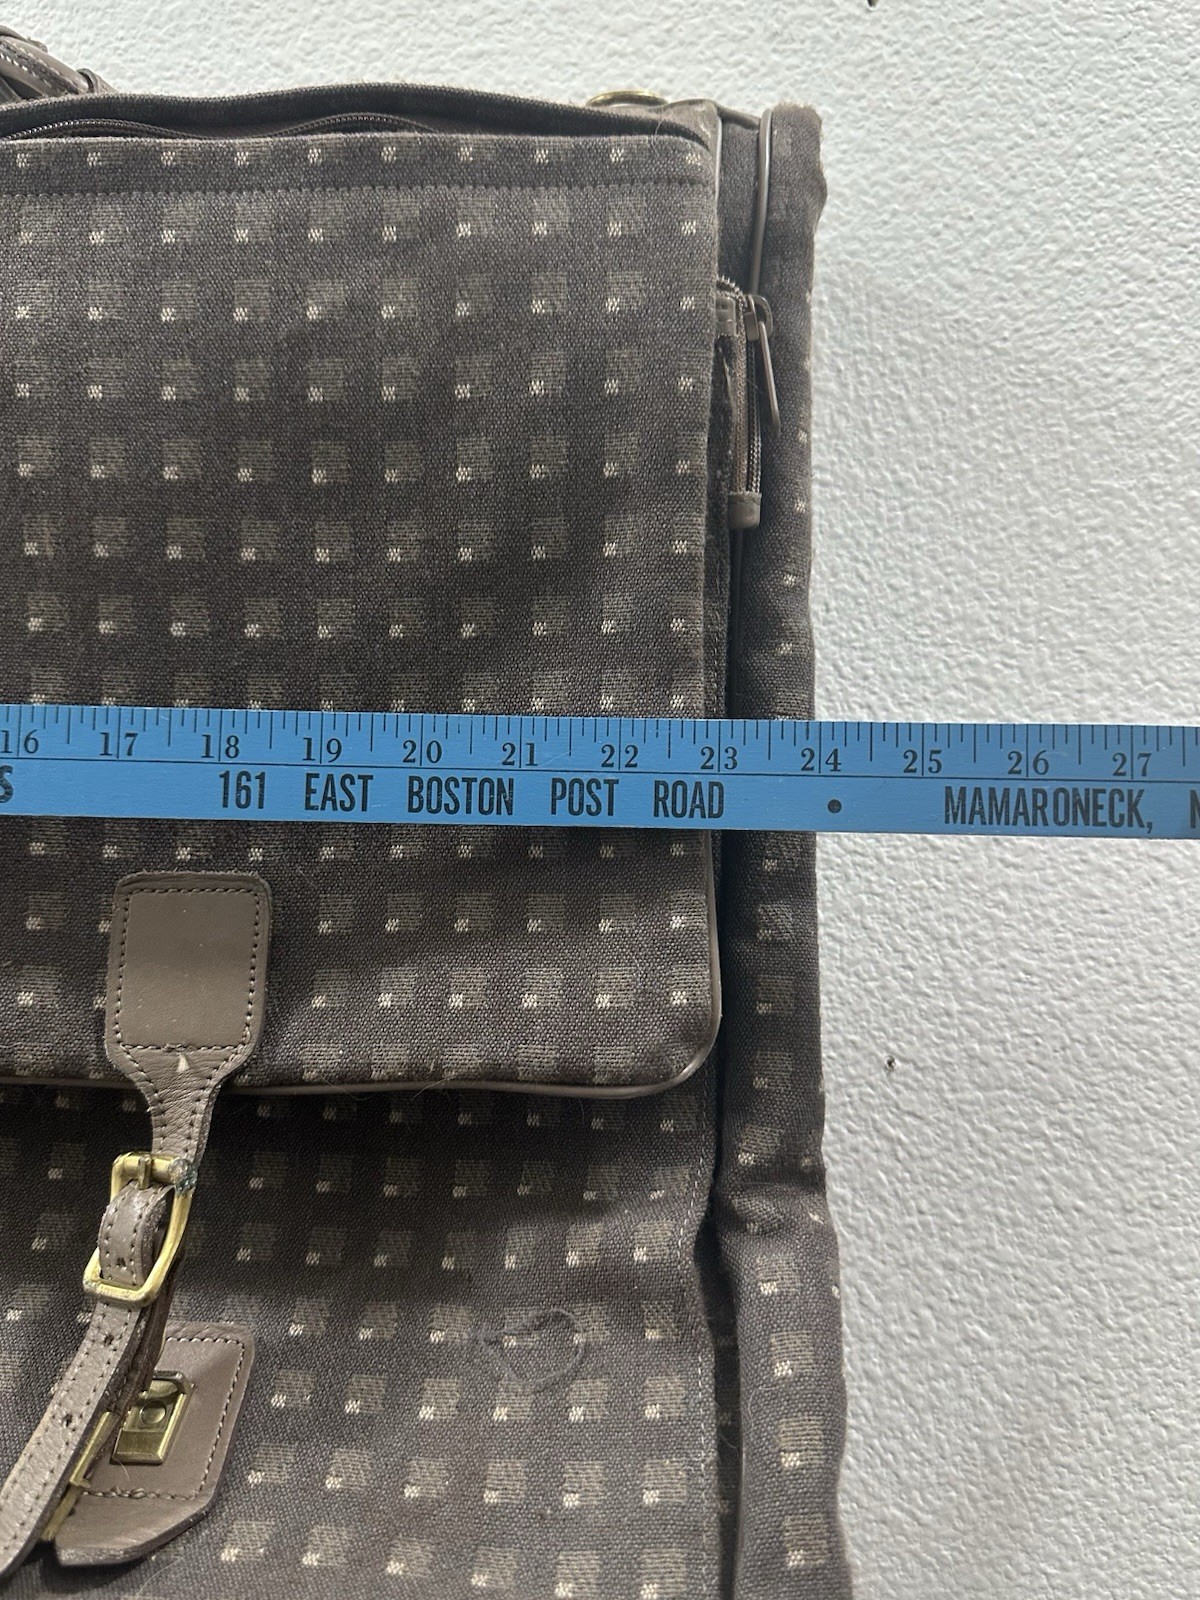 16 17 18 19 20 21 22 23 24 25 26 27
S 161 EAST BOSTON POST ROAD • MAMARONECK, N